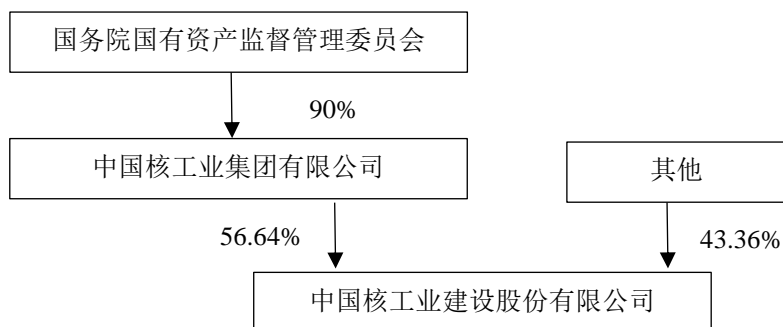 国务院国有资产监督管理委员会
90%
中国核工业集团有限公司
其他
56.64%
43.36%
中国核工业建设股份有限公司